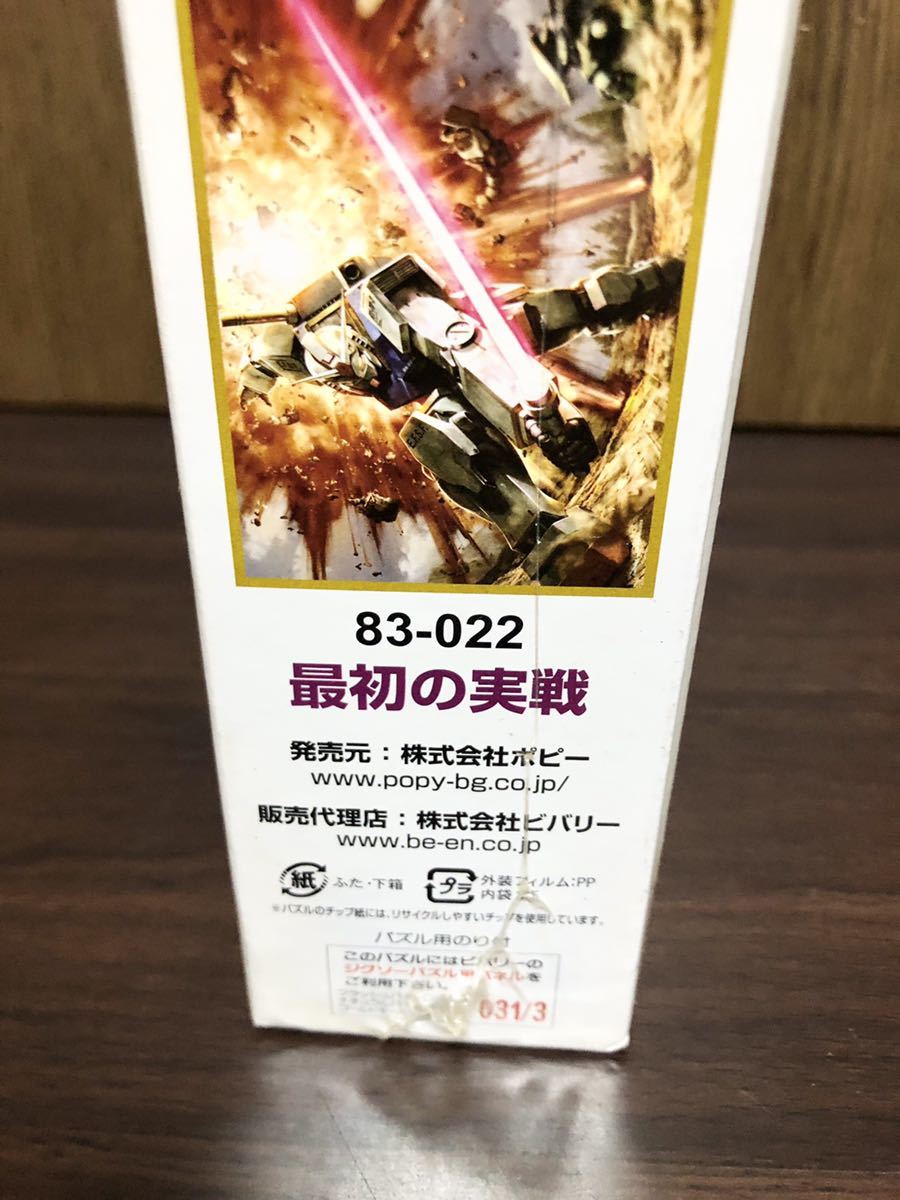 83-022
最初の実戦
発売元：株式会社ポピー
www.popy-bg.co.jp/
販売代理店：株式会社ビバリー
www.be-en.co.jp
紙 ふた・下箱
プラ 外装フィルム:PP
内袋
※パズルのチップ紙には、リサイクルしやすいチップを使用しています。
パズル用のり付
このパズルにはビバリーの
ジグソーパズル用パネルを
ご利用下さい。
031/3